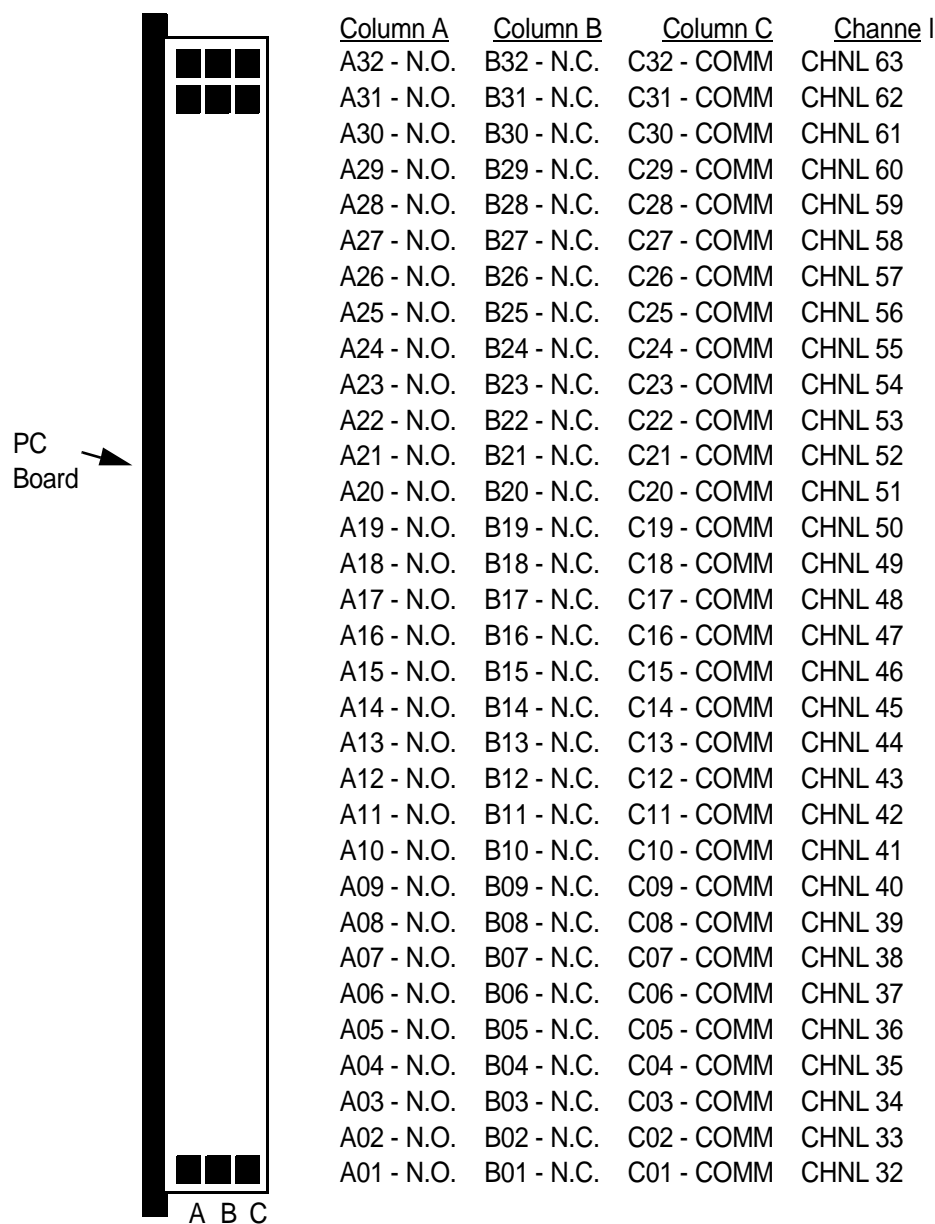 Column A Column B Column C Channe l
A32 - N.O. B32 - N.C. C32 - COMM CHNL 63
A31 - N.O. B31 - N.C. C31 - COMM CHNL 62
A30 - N.O. B30 - N.C. C30 - COMM CHNL 61
A29 - N.O. B29 - N.C. C29 - COMM CHNL 60
A28 - N.O. B28 - N.C. C28 - COMM CHNL 59
A27 - N.O. B27 - N.C. C27 - COMM CHNL 58
A26 - N.O. B26 - N.C. C26 - COMM CHNL 57
A25 - N.O. B25 - N.C. C25 - COMM CHNL 56
A24 - N.O. B24 - N.C. C24 - COMM CHNL 55
A23 - N.O. B23 - N.C. C23 - COMM CHNL 54
A22 - N.O. B22 - N.C. C22 - COMM CHNL 53
A21 - N.O. B21 - N.C. C21 - COMM CHNL 52
A20 - N.O. B20 - N.C. C20 - COMM CHNL 51
A19 - N.O. B19 - N.C. C19 - COMM CHNL 50
A18 - N.O. B18 - N.C. C18 - COMM CHNL 49
A17 - N.O. B17 - N.C. C17 - COMM CHNL 48
A16 - N.O. B16 - N.C. C16 - COMM CHNL 47
A15 - N.O. B15 - N.C. C15 - COMM CHNL 46
A14 - N.O. B14 - N.C. C14 - COMM CHNL 45
A13 - N.O. B13 - N.C. C13 - COMM CHNL 44
A12 - N.O. B12 - N.C. C12 - COMM CHNL 43
A11 - N.O. B11 - N.C. C11 - COMM CHNL 42
A10 - N.O. B10 - N.C. C10 - COMM CHNL 41
A09 - N.O. B09 - N.C. C09 - COMM CHNL 40
A08 - N.O. B08 - N.C. C08 - COMM CHNL 39
A07 - N.O. B07 - N.C. C07 - COMM CHNL 38
A06 - N.O. B06 - N.C. C06 - COMM CHNL 37
A05 - N.O. B05 - N.C. C05 - COMM CHNL 36
A04 - N.O. B04 - N.C. C04 - COMM CHNL 35
A03 - N.O. B03 - N.C. C03 - COMM CHNL 34
A02 - N.O. B02 - N.C. C02 - COMM CHNL 33
A01 - N.O. B01 - N.C. C01 - COMM CHNL 32
PC
Board
A B C